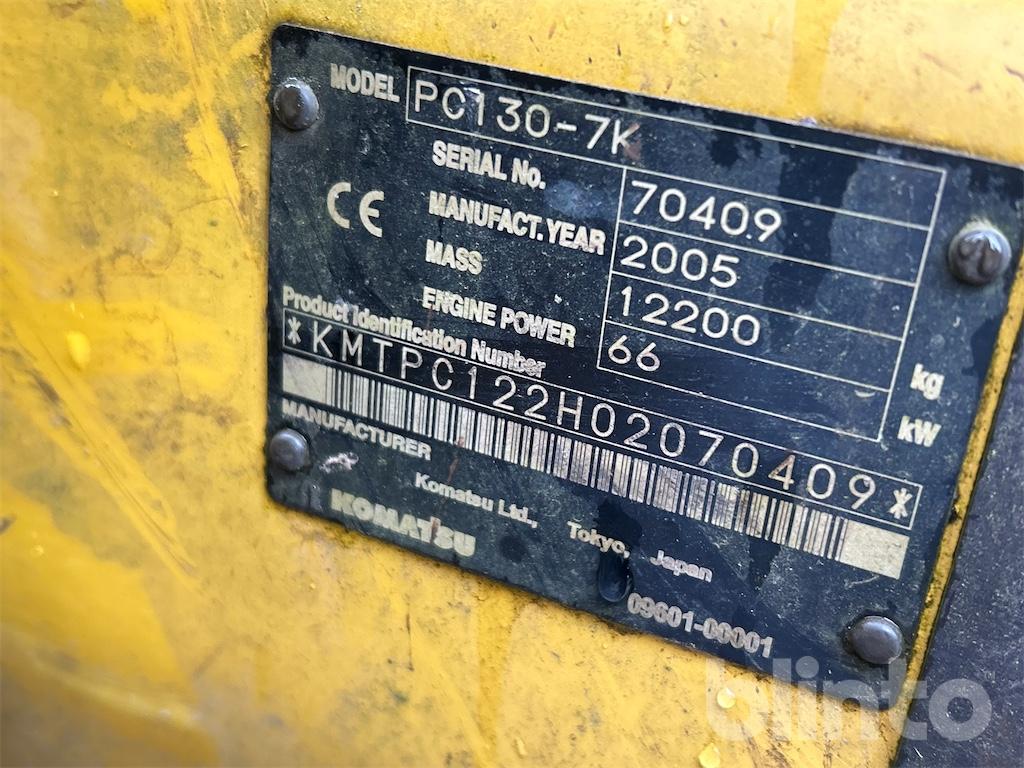 MODEL PC130-7K
SERIAL No. 70409
MANUFACT.YEAR 2005
MASS 12200 kg
ENGINE POWER 66 kW
CE
Product Identification Number
*KMTPC122H02070409*
MANUFACTURER
Komatsu Ltd., Tokyo, Japan
KOMATSU
09601-00001
blinto